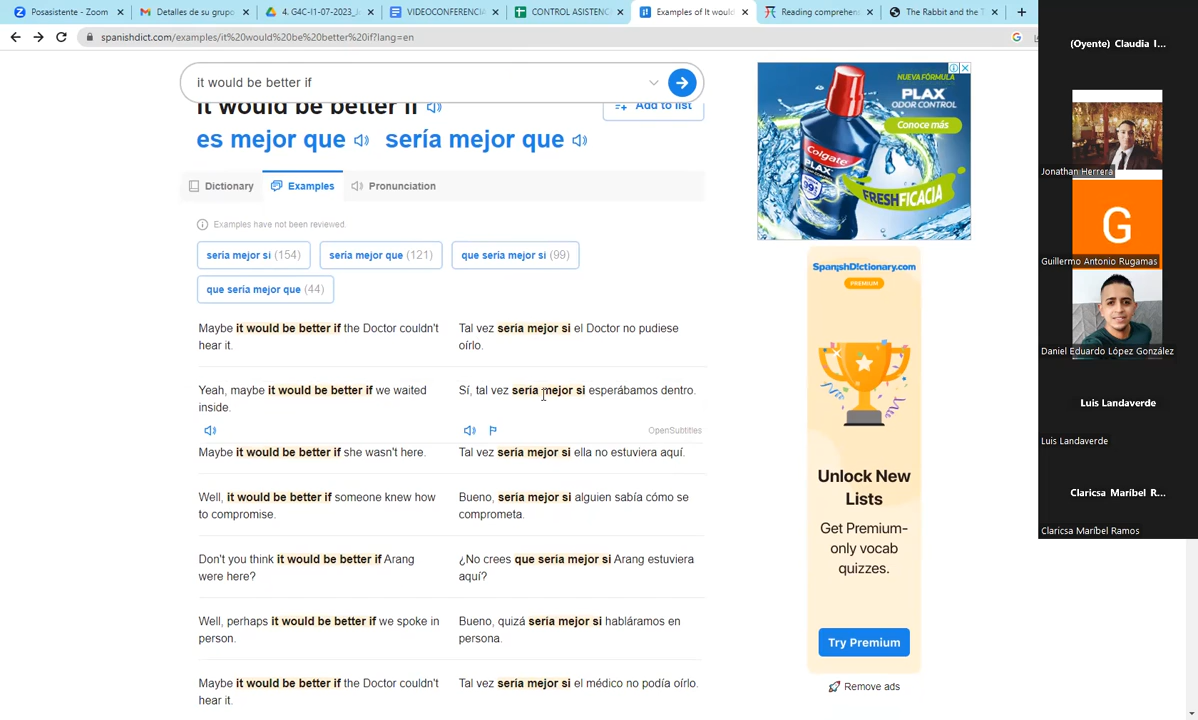 Posasistente - Zoom
Detalles de su grupo
4. G4C-I1-07-2023_
VIDEOCONFERENCIA
CONTROL ASISTENC
Examples of It would
Reading comprehen
The Rabbit and the T
spanishdict.com/examples/it%20would%20be%20better%20if?lang=en
it would be better if
it would be better if
Add to list
es mejor que
sería mejor que
Dictionary
Examples
Pronunciation
Examples have not been reviewed.
sería mejor si (154)
sería mejor que (121)
que sería mejor si (99)
que sería mejor que (44)
Maybe it would be better if the Doctor couldn't
hear it.
Tal vez sería mejor si el Doctor no pudiese
oírlo.
Yeah, maybe it would be better if we waited
inside.
Sí, tal vez sería mejor si esperábamos dentro.
OpenSubtitles
Maybe it would be better if she wasn't here.
Tal vez sería mejor si ella no estuviera aquí.
Well, it would be better if someone knew how
to compromise.
Bueno, sería mejor si alguien sabía cómo se
comprometa.
Don't you think it would be better if Arang
were here?
¿No crees que sería mejor si Arang estuviera
aquí?
Well, perhaps it would be better if we spoke in
person.
Bueno, quizá sería mejor si habláramos en
persona.
Maybe it would be better if the Doctor couldn't
hear it.
Tal vez sería mejor si el médico no podía oírlo.
NUEVA FÓRMULA
PLAX
ODOR CONTROL
Conoce más
Colgate
PLAX
FRESHFICACIA
SpanishDictionary.com
PREMIUM
Unlock New
Lists
Get Premium-
only vocab
quizzes.
Try Premium
Remove ads
(Oyente) Claudia I...
Jonathan Herrera
G
Guillermo Antonio Rugamas
Daniel Eduardo López González
Luis Landaverde
Luis Landaverde
Claricsa Maribel R...
Claricsa Maribel Ramos